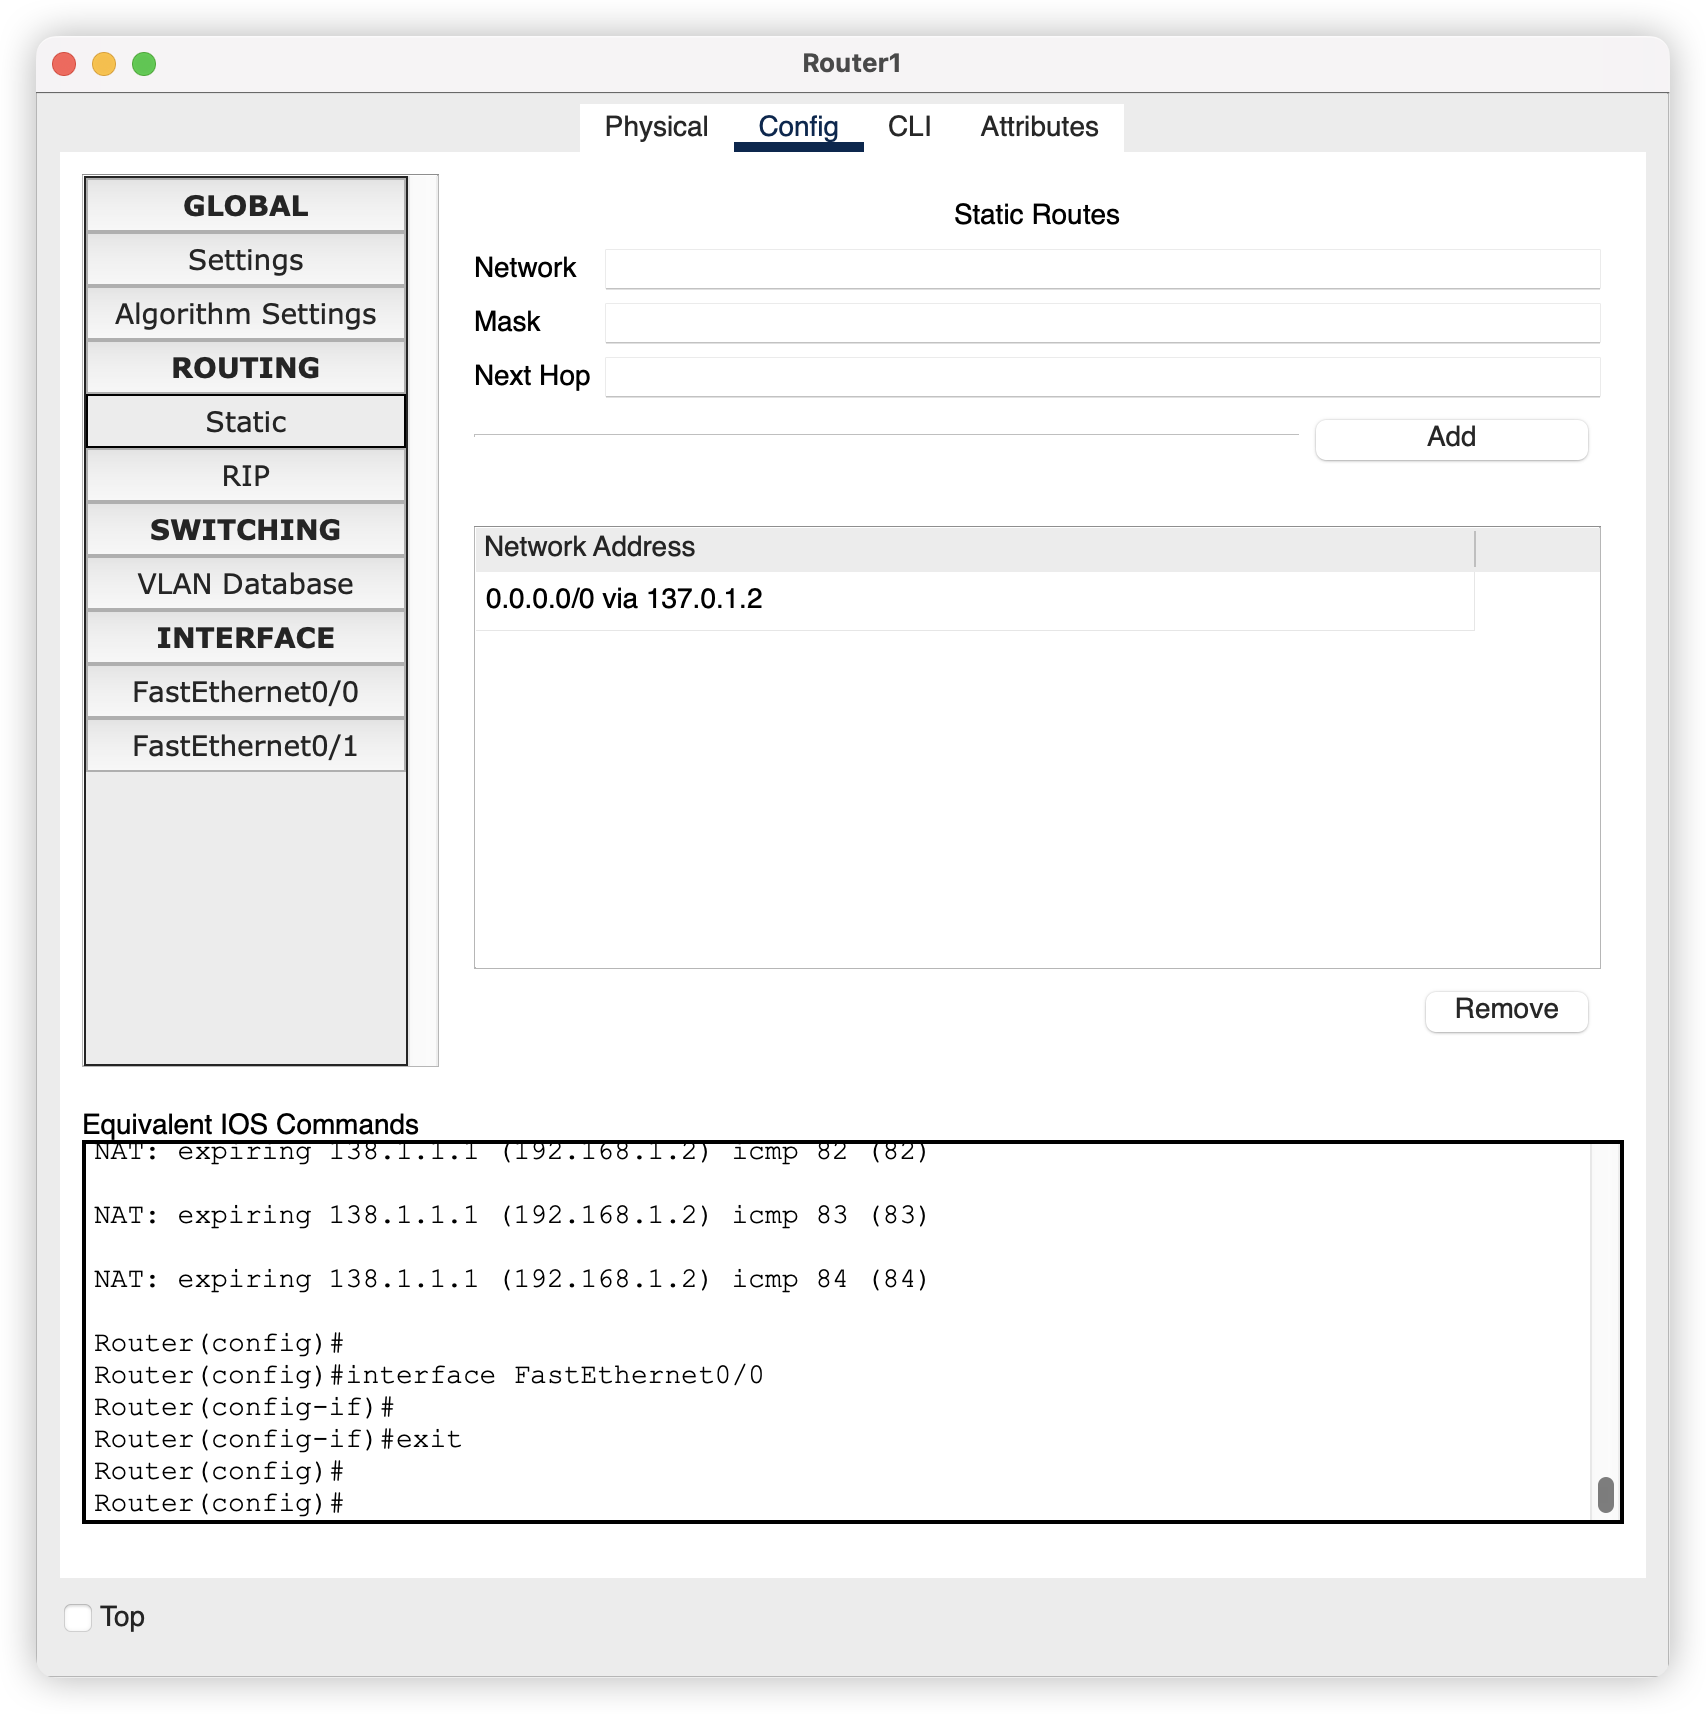 Router1
Physical Config CLI Attributes
GLOBAL
Settings
Algorithm Settings
ROUTING
Static
RIP
SWITCHING
VLAN Database
INTERFACE
FastEthernet0/0
FastEthernet0/1
Static Routes
Network
Mask
Next Hop
Add
Network Address
0.0.0.0/0 via 137.0.1.2
Remove
Equivalent IOS Commands
NAT: expiring 138.1.1.1 (192.168.1.2) icmp 82 (82)
NAT: expiring 138.1.1.1 (192.168.1.2) icmp 83 (83)
NAT: expiring 138.1.1.1 (192.168.1.2) icmp 84 (84)
Router(config)#
Router(config)#interface FastEthernet0/0
Router(config-if)#
Router(config-if)#exit
Router(config)#
Router(config)#
Top